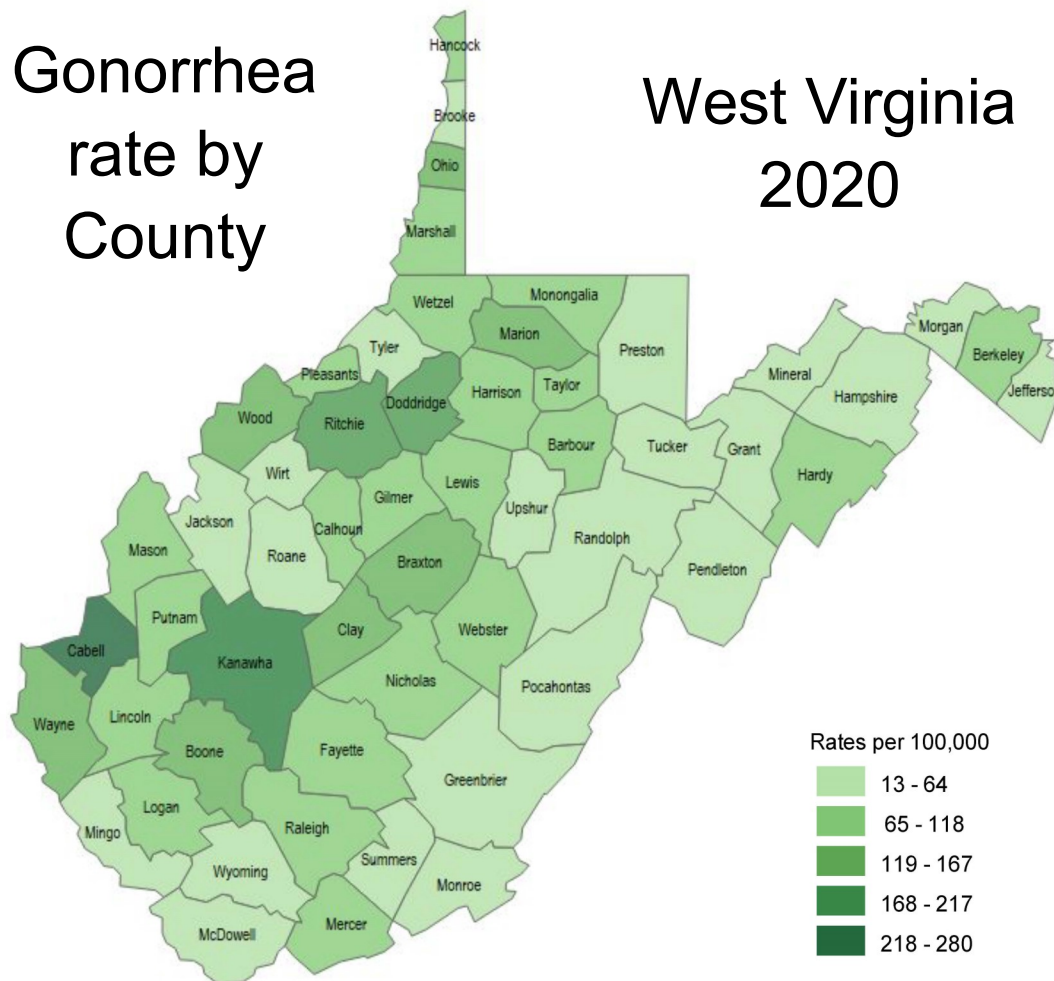 Gonorrhea
rate by
County
West Virginia
2020
Hancock
Brooke
Ohio
Marshall
Wetzel
Monongalia
Marion
Preston
Tyler
Pleasants
Doddridge
Harrison
Taylor
Wood
Ritchie
Barbour
Tucker
Mineral
Hampshire
Morgan
Berkeley
Jefferso
Grant
Hardy
Wirt
Lewis
Gilmer
Calhoun
Upshur
Jackson
Roane
Randolph
Mason
Braxton
Pendleton
Putnam
Clay
Webster
Cabell
Kanawha
Nicholas
Pocahontas
Wayne
Lincoln
Boone
Fayette
Greenbrier
Logan
Mingo
Raleigh
Wyoming
Summers
Monroe
McDowell
Mercer
Rates per 100,000
13 - 64
65 - 118
119 - 167
168 - 217
218 - 280